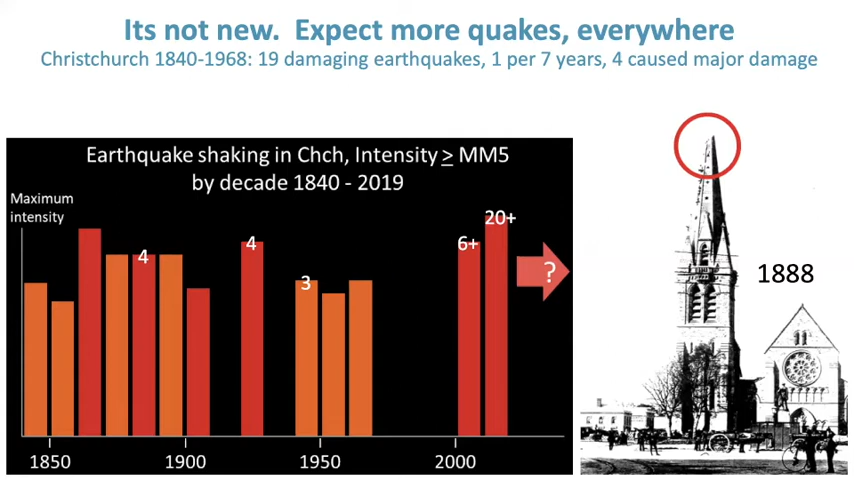 Its not new.  Expect more quakes, everywhere
Christchurch 1840-1968: 19 damaging earthquakes, 1 per 7 years, 4 caused major damage
Earthquake shaking in Chch, Intensity ≥ MM5
by decade 1840 - 2019
Maximum
intensity
4
4
3
6+
20+
?
1850
1900
1950
2000
1888